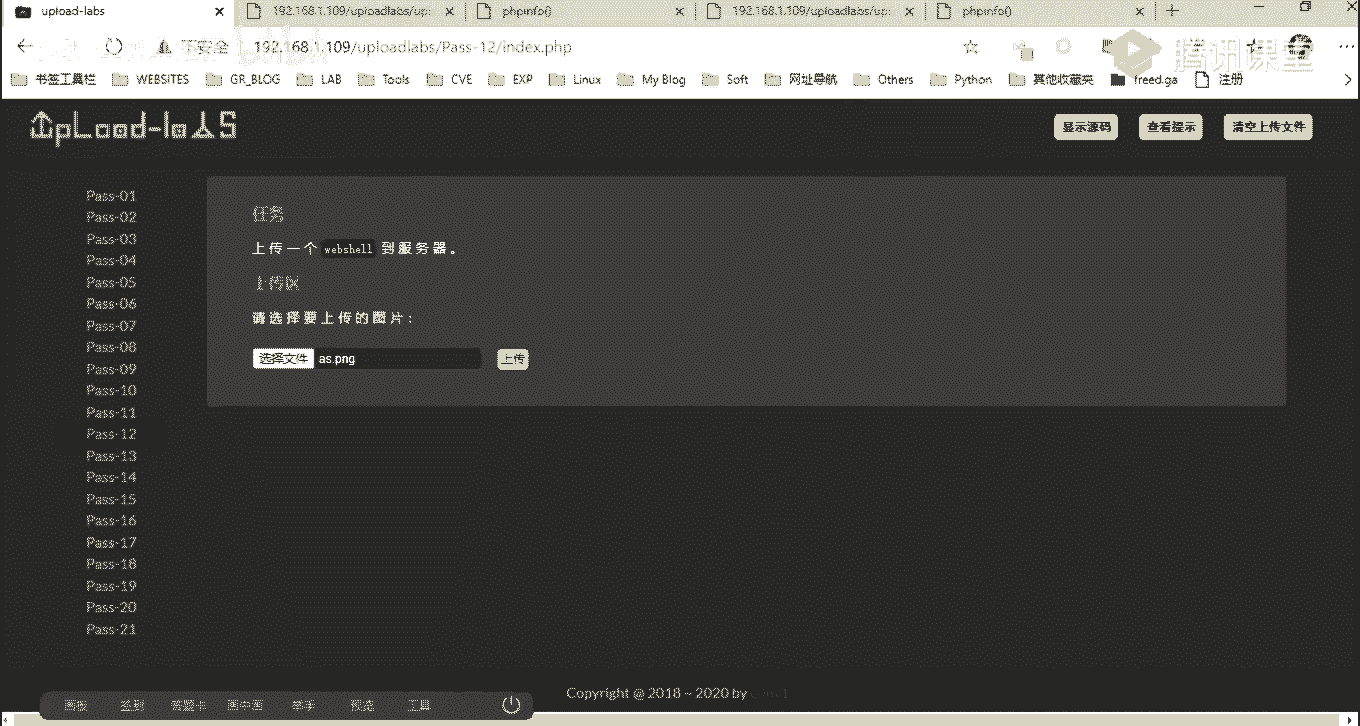 upload-labs
192.168.1.109/uploadlabs/up
phpinfo()
192.168.1.109/uploadlabs/up
phpinfo()
不安全
192.168.1.109/uploadlabs/Pass-12/index.php
腾讯课堂
书签工具栏
WEBSITES
GR_BLOG
LAB
Tools
CVE
EXP
Linux
My Blog
Soft
网址导航
Others
Python
其他收藏夹
freed.ga
注册
UpLoad-labS
显示源码
查看提示
清空上传文件
Pass-01
Pass-02
Pass-03
Pass-04
Pass-05
Pass-06
Pass-07
Pass-08
Pass-09
Pass-10
Pass-11
Pass-12
Pass-13
Pass-14
Pass-15
Pass-16
Pass-17
Pass-18
Pass-19
Pass-20
Pass-21
任务
上传一个 webshell 到服务器。
上传区
请选择要上传的图片：
选择文件 as.png
上传
画板
签到
答题卡
画中画
举手
预览
工具
Copyright @ 2018 ~ 2020 by